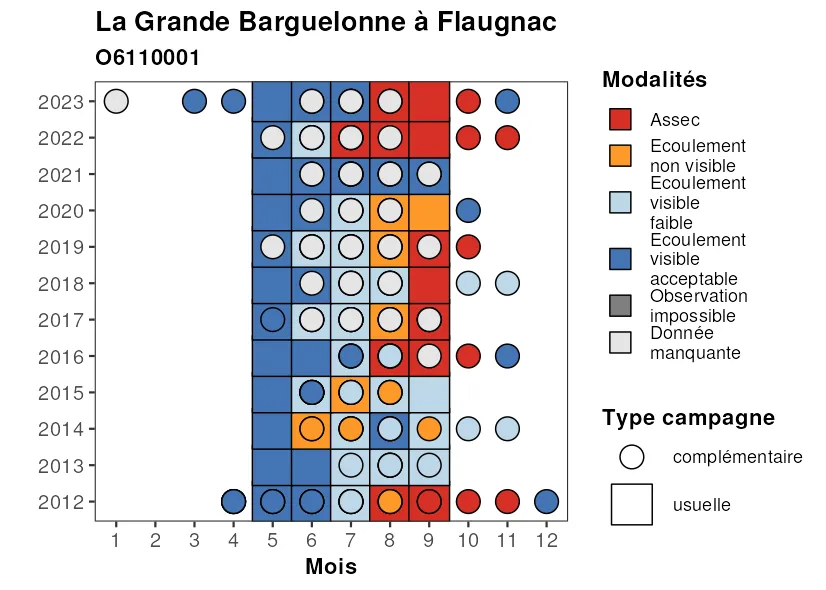 La Grande Barguelonne à Flaugnac
O6110001
2023
2022
2021
2020
2019
2018
2017
2016
2015
2014
2013
2012
1 2 3 4 5 6 7 8 9 10 11 12
Mois
Modalités
Assec
Ecoulement
non visible
Ecoulement
visible
faible
Ecoulement
visible
acceptable
Observation
impossible
Donnée
manquante
Type campagne
complémentaire
usuelle